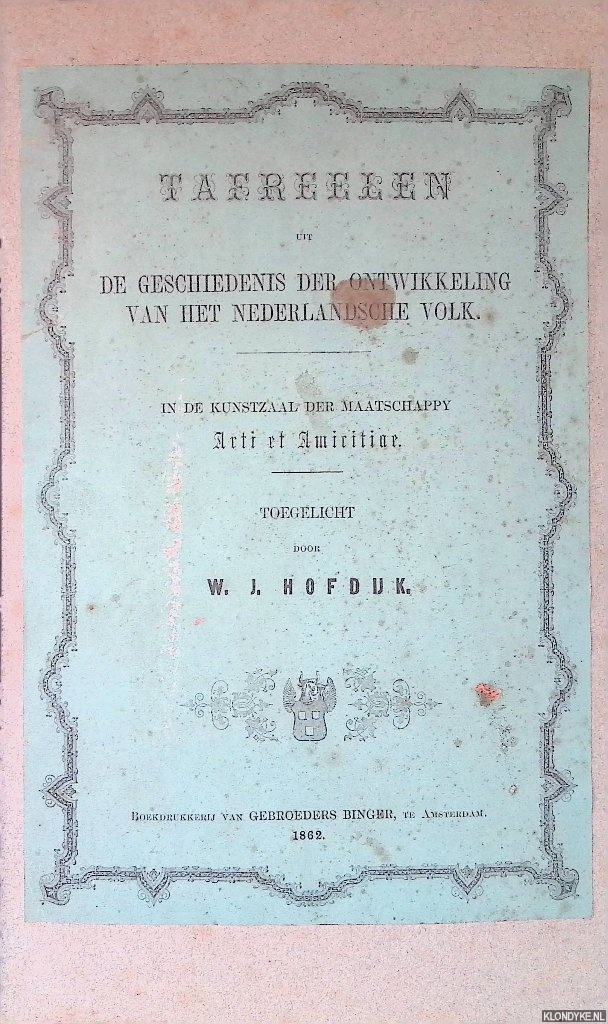 TAFREELEN
UIT
DE GESCHIEDENIS DER ONTWIKKELING
VAN HET NEDERLANDSCHE VOLK.
IN DE KUNSTZAAL DER MAATSCHAPPY
Arti et Amicitiae.
TOEGELICHT
DOOR
W. J. HOFDIJK.
BOEKDRUKKERIJ VAN GEBROEDERS BINGER, TE AMSTERDAM.
1862.
KLONDYKE.NL